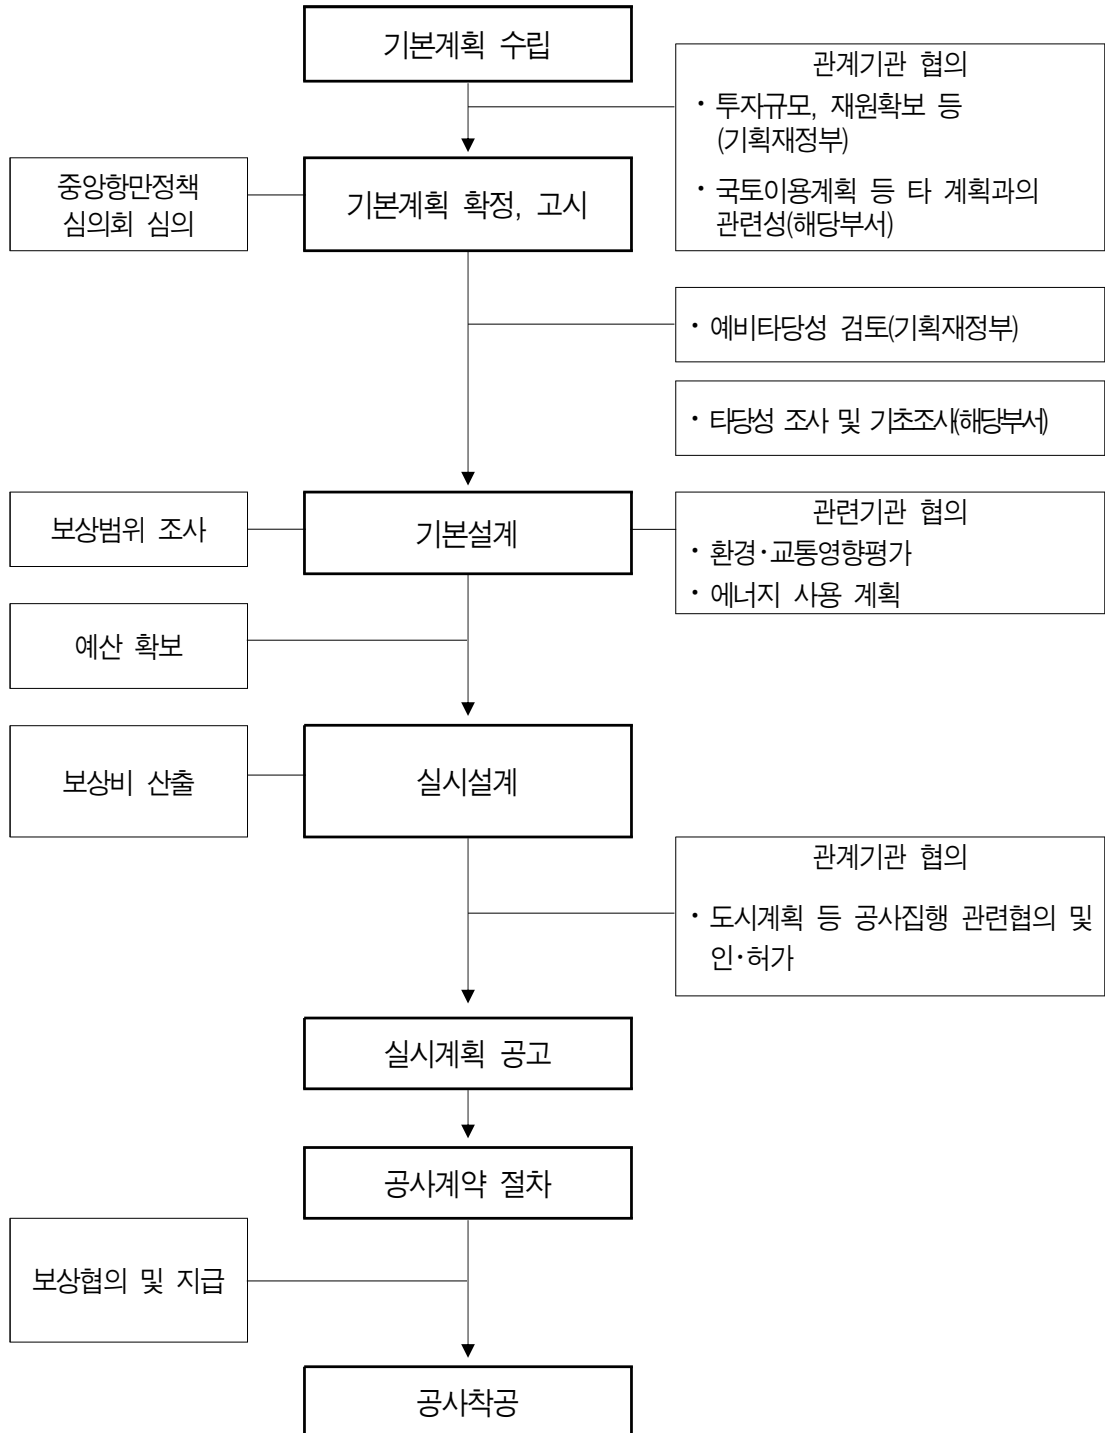 기본계획 수립
관계기관 협의
· 투자규모, 재원확보 등
(기획재정부)
· 국토이용계획 등 타 계획과의
관련성(해당부서)
중앙항만정책
심의회 심의
기본계획 확정, 고시
· 예비타당성 검토(기획재정부)
· 타당성 조사 및 기초조사(해당부서)
보상범위 조사
기본설계
관련기관 협의
· 환경·교통영향평가
· 에너지 사용 계획
예산 확보
보상비 산출
실시설계
관계기관 협의
· 도시계획 등 공사집행 관련협의 및
인·허가
실시계획 공고
공사계약 절차
보상협의 및 지급
공사착공